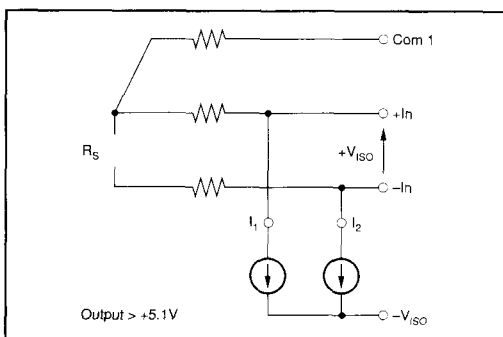 Com 1
+In
R_S
+V_ISO
–In
I_1 I_2
Output > +5.1V
–V_ISO